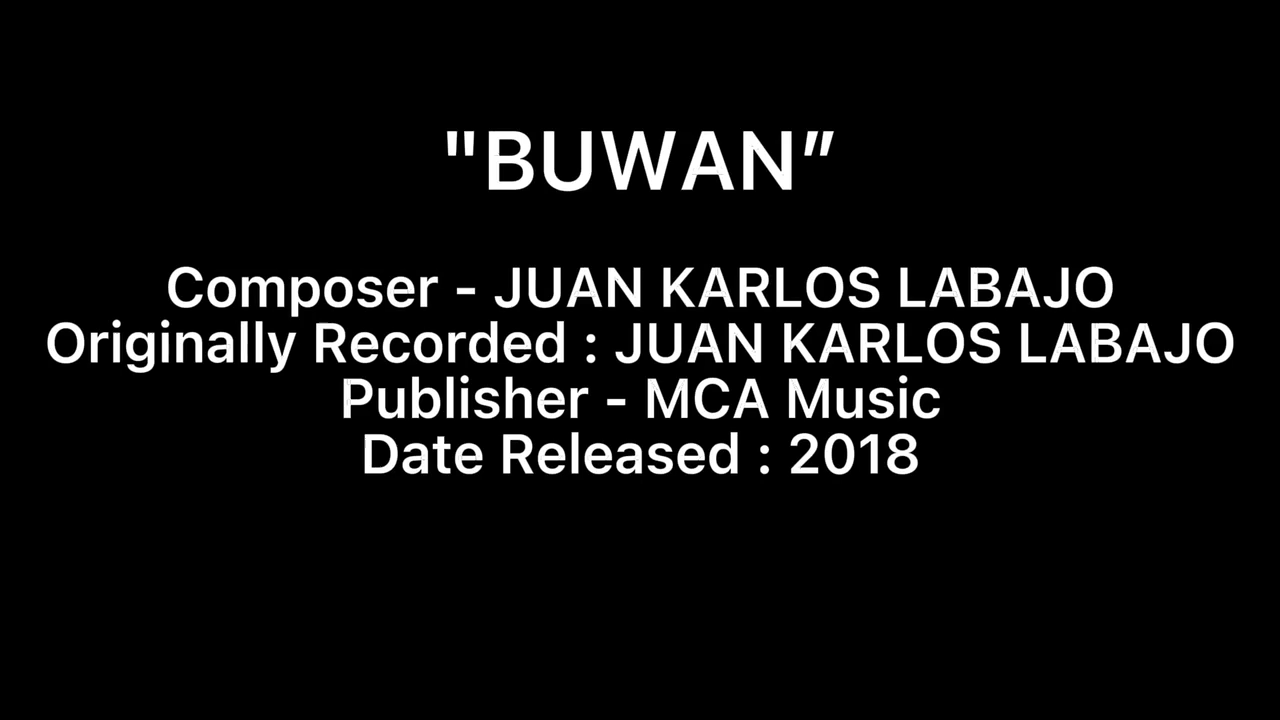 "BUWAN”
Composer - JUAN KARLOS LABAJO
Originally Recorded : JUAN KARLOS LABAJO
Publisher - MCA Music
Date Released : 2018